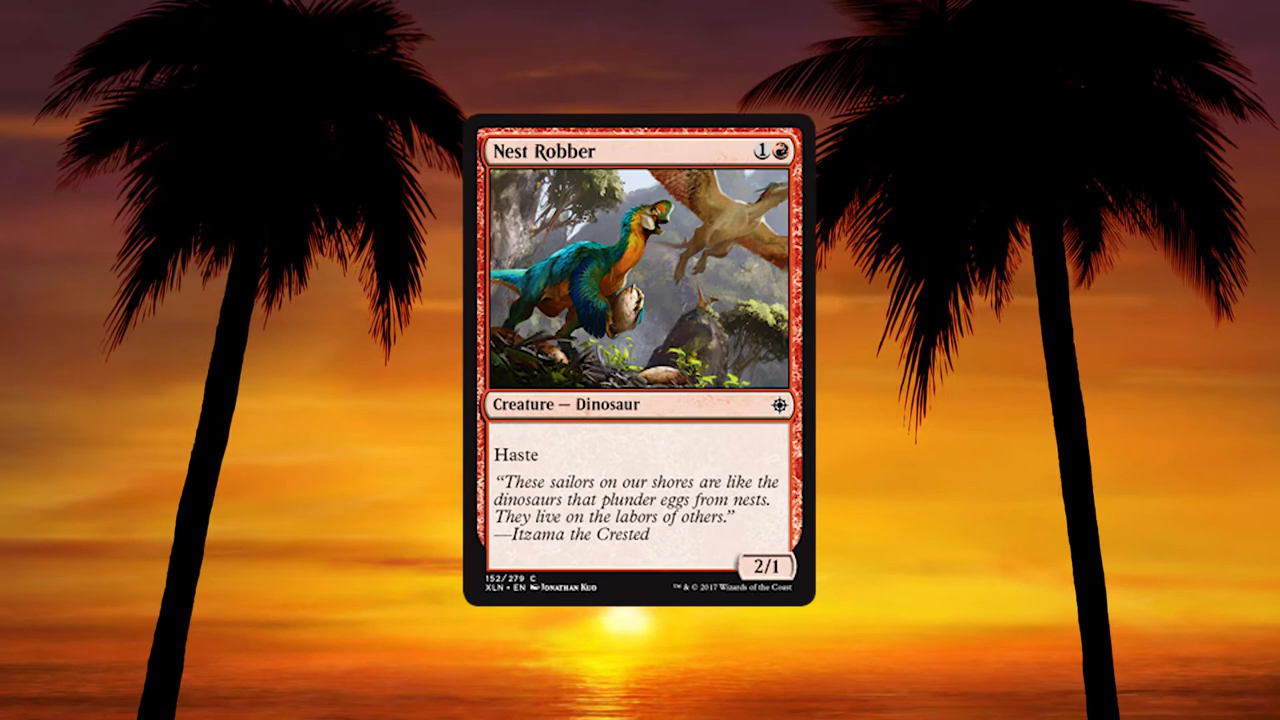 Nest Robber 1
Creature — Dinosaur
Haste
“These sailors on our shores are like the
dinosaurs that plunder eggs from nests.
They live on the labors of others.”
—Itzama the Crested
2/1
152/279 C
XLN • EN Jonathan Kuo
™ & © 2017 Wizards of the Coast